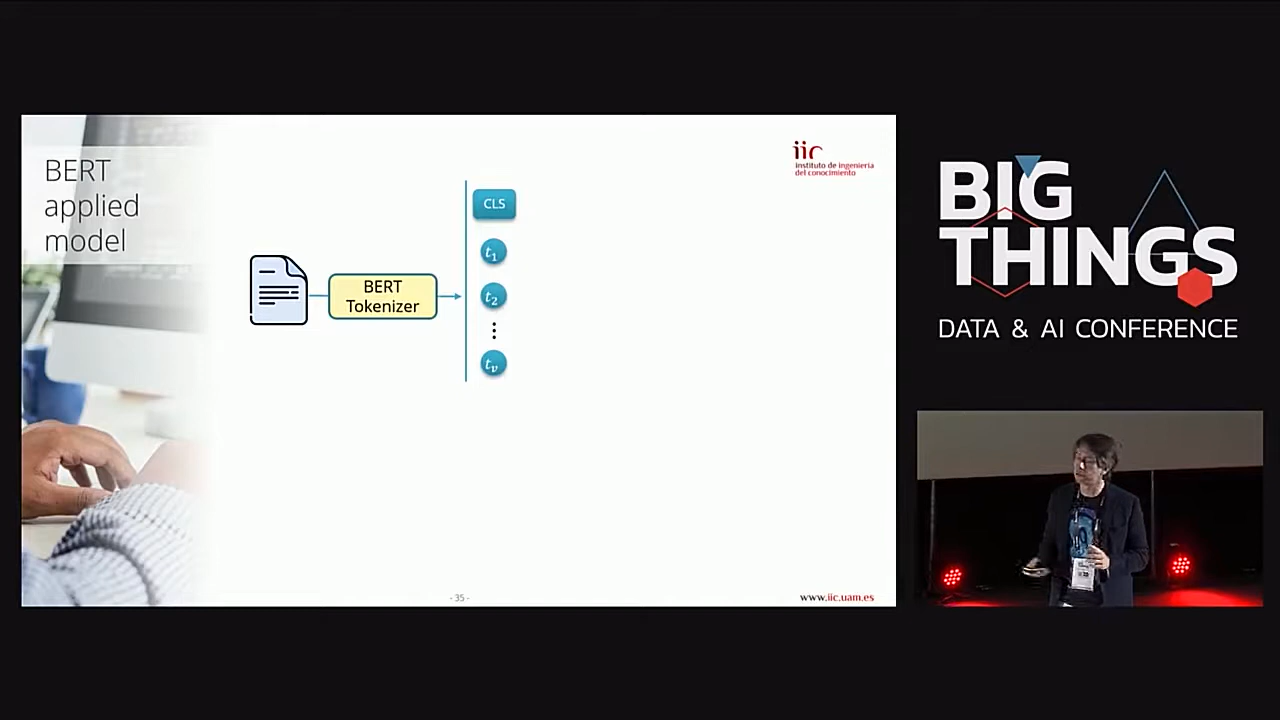 BERT
applied
model
iic
instituto de ingeniería
del conocimiento
CLS
t1
t2
⋮
tv
BERT
Tokenizer
- 35 -
www.iic.uam.es
BIG
THINGS
DATA & AI CONFERENCE